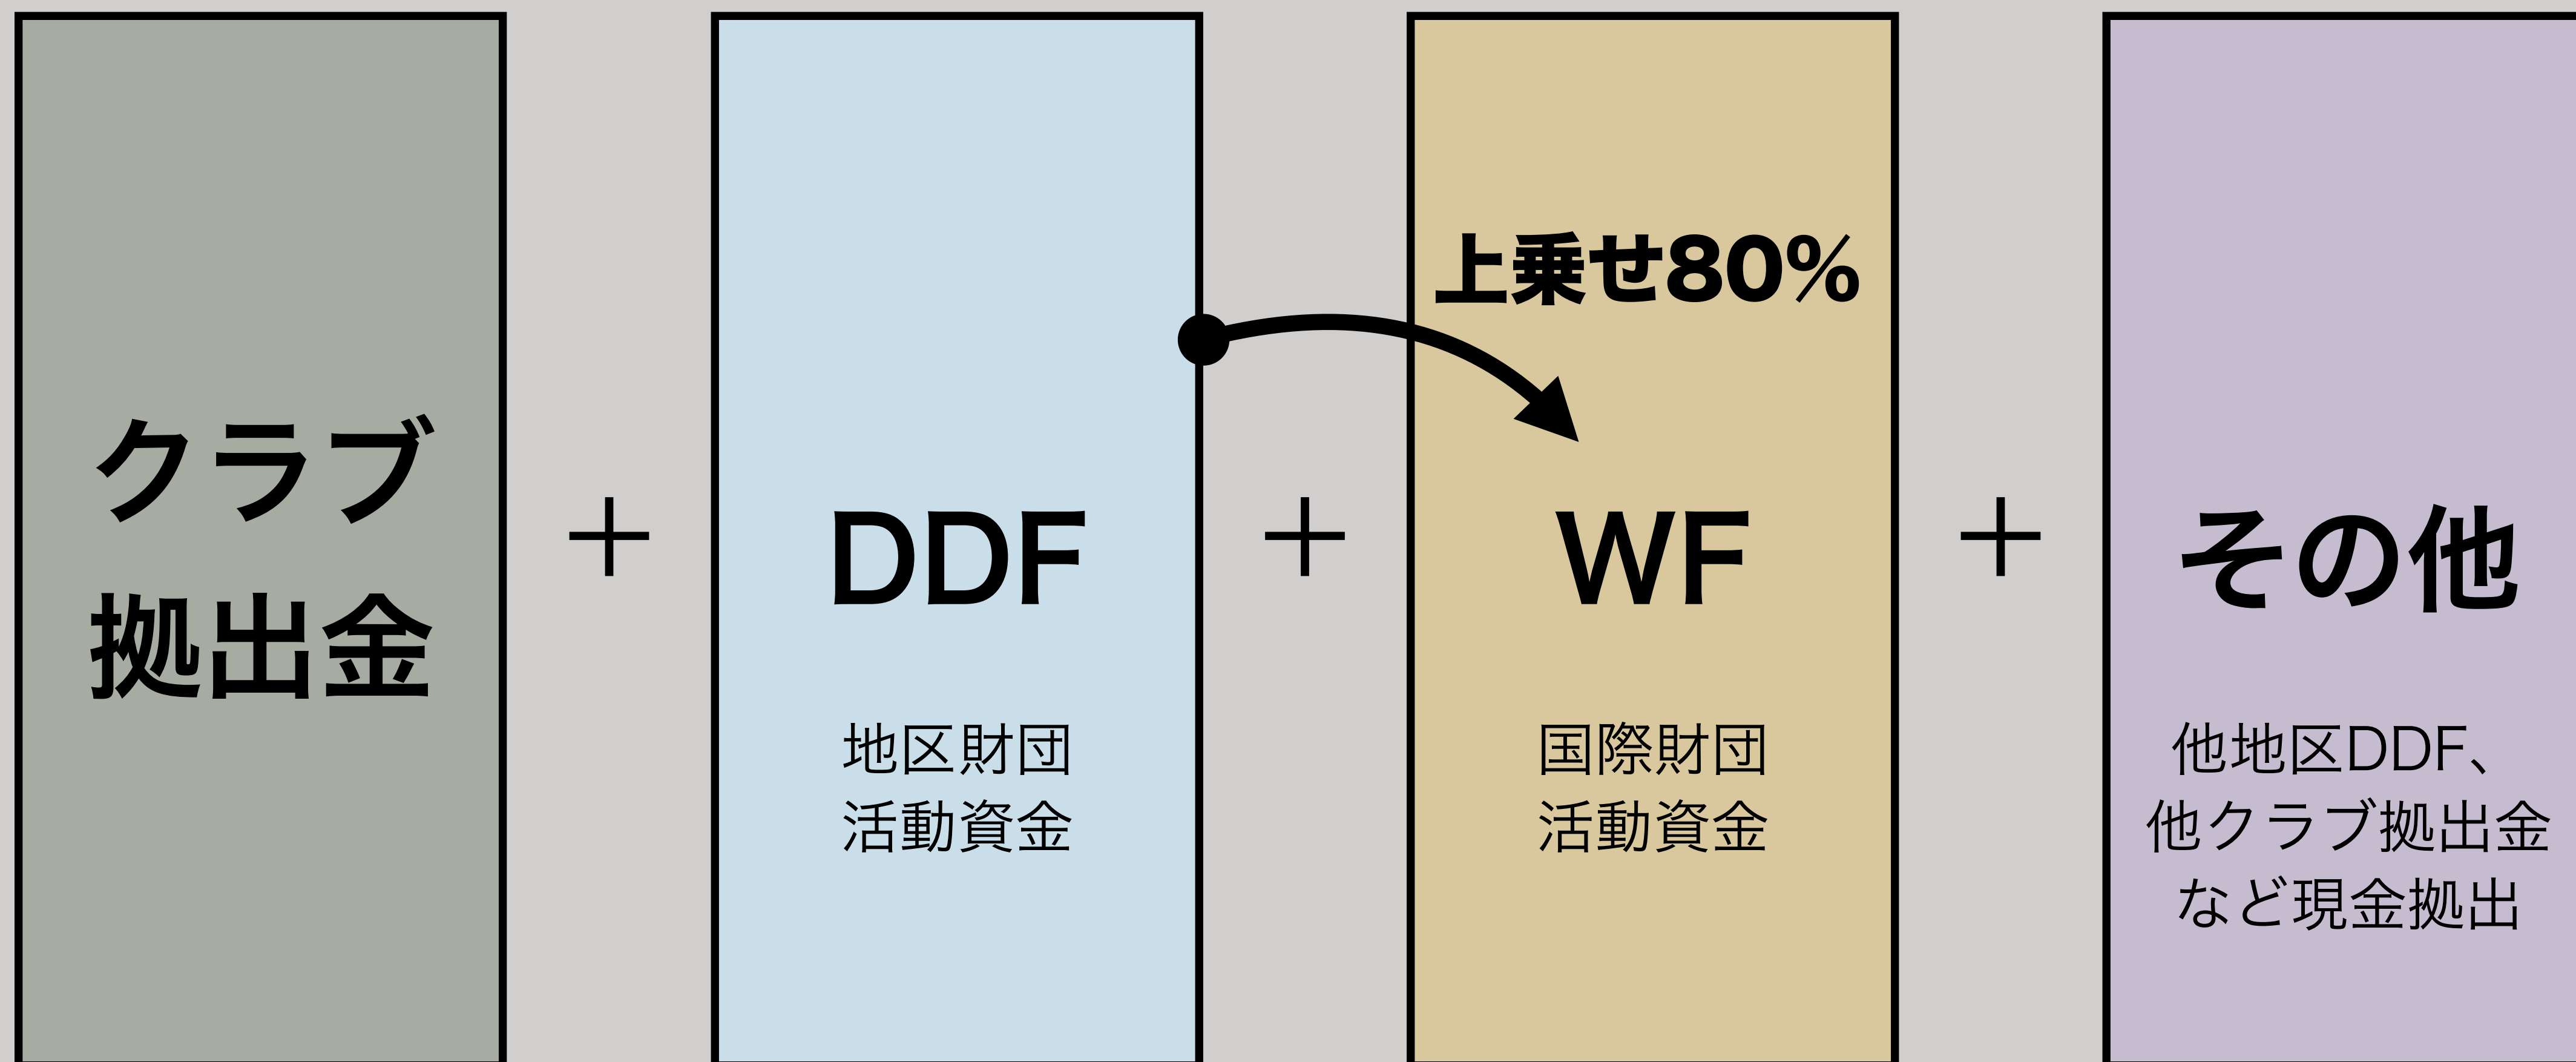 クラブ
拠出金
+
DDF
地区財団
活動資金
+
上乗せ80%
WF
国際財団
活動資金
+
その他
他地区DDF、
他クラブ拠出金
など現金拠出